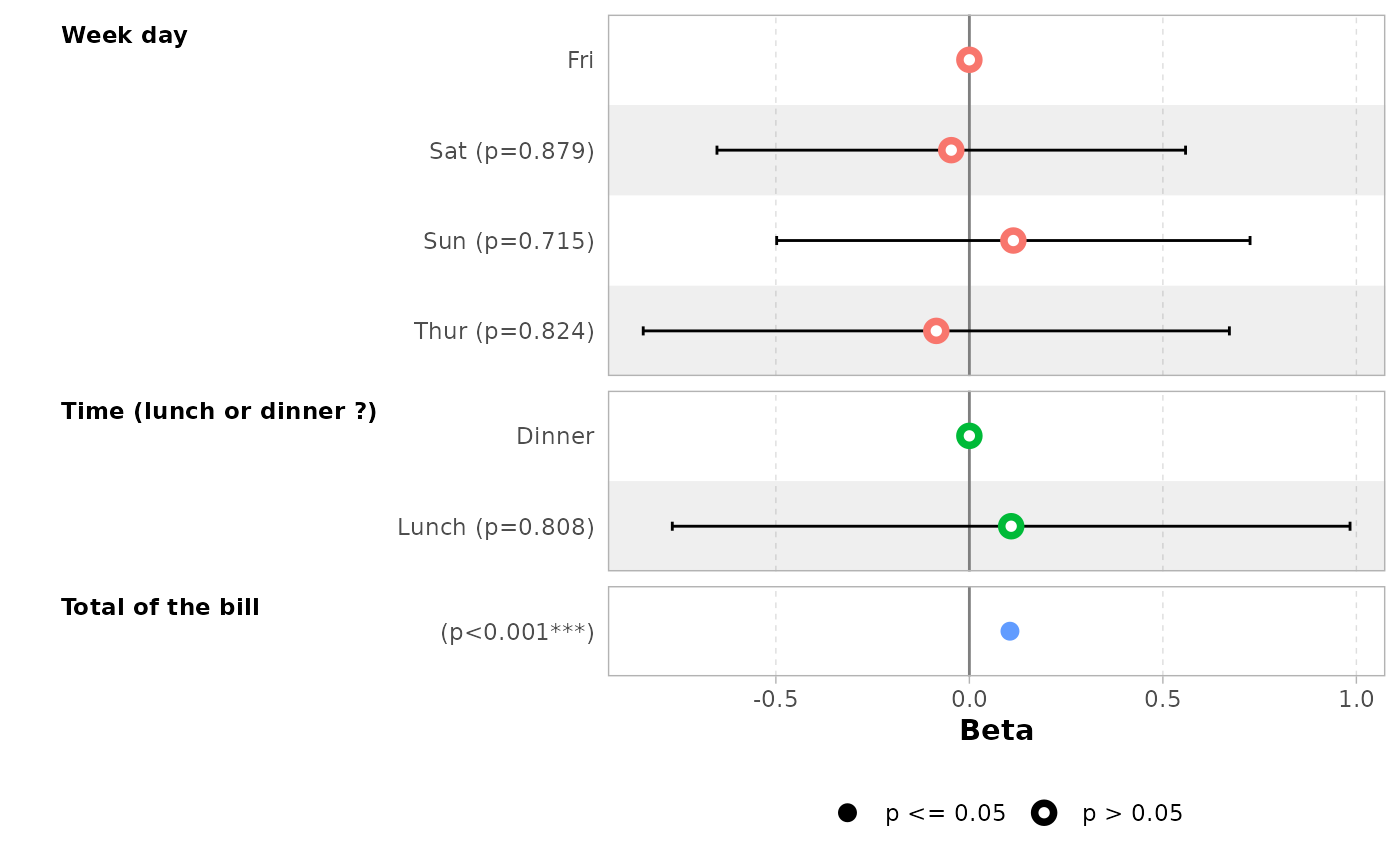 Week day
Fri
Sat (p=0.879)
Sun (p=0.715)
Thur (p=0.824)
Time (lunch or dinner ?)
Dinner
Lunch (p=0.808)
Total of the bill
(p<0.001***)
-0.5 0.0 0.5 1.0
Beta
p <= 0.05 p > 0.05